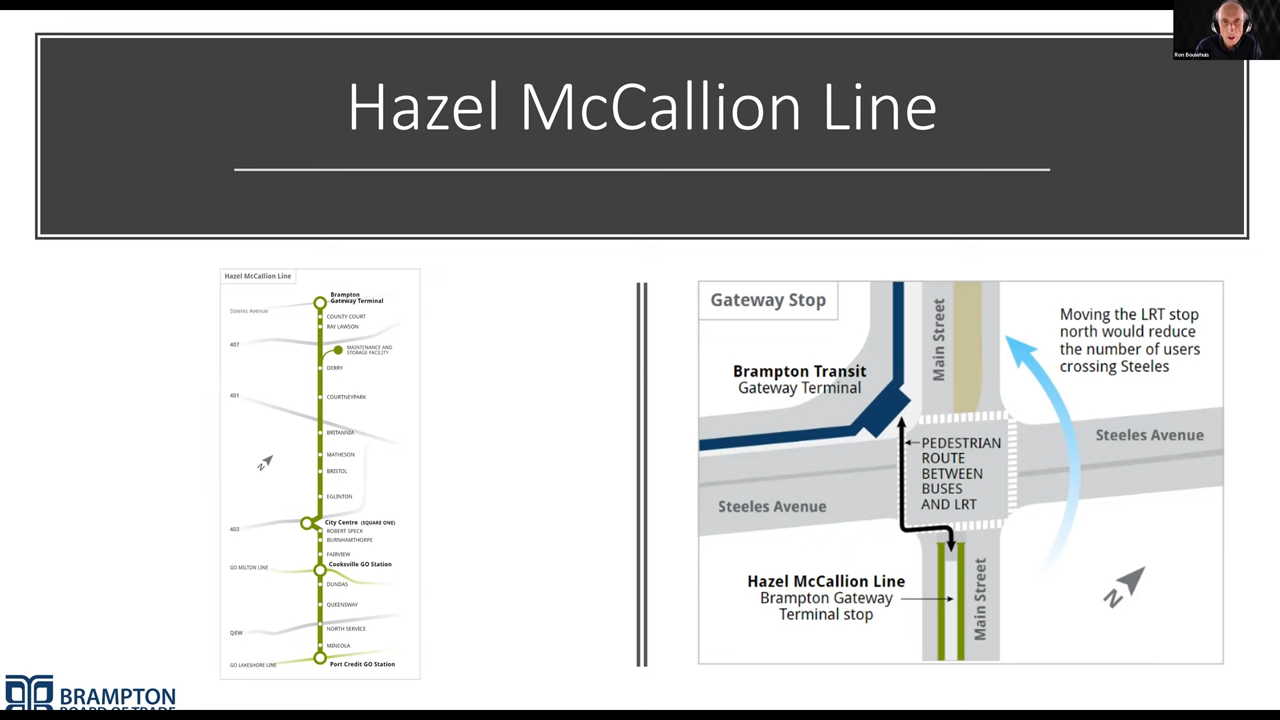 Ron Bouwhuis
Hazel McCallion Line
Hazel McCallion Line
Brampton
Gateway Terminal
Steeles Avenue
COUNTY COURT
RAY LAWSON
407
MAINTENANCE AND
STORAGE FACILITY
DERRY
401
COURTNEYPARK
BRITANNIA
MATHESON
N
BRISTOL
EGLINTON
City Centre (SQUARE ONE)
403
ROBERT SPECK
BURNHAMTHORPE
FAIRVIEW
Cooksville GO Station
GO MILTON LINE
DUNDAS
QUEENSWAY
NORTH SERVICE
QEW
MINEOLA
Port Credit GO Station
GO LAKESHORE LINE
Gateway Stop
Main Street
Moving the LRT stop
north would reduce
the number of users
crossing Steeles
Brampton Transit
Gateway Terminal
Steeles Avenue
PEDESTRIAN
ROUTE
BETWEEN
BUSES
AND LRT
Steeles Avenue
Hazel McCallion Line
Brampton Gateway
Terminal stop
Main Street
N
BRAMPTON
BOARD OF TRADE